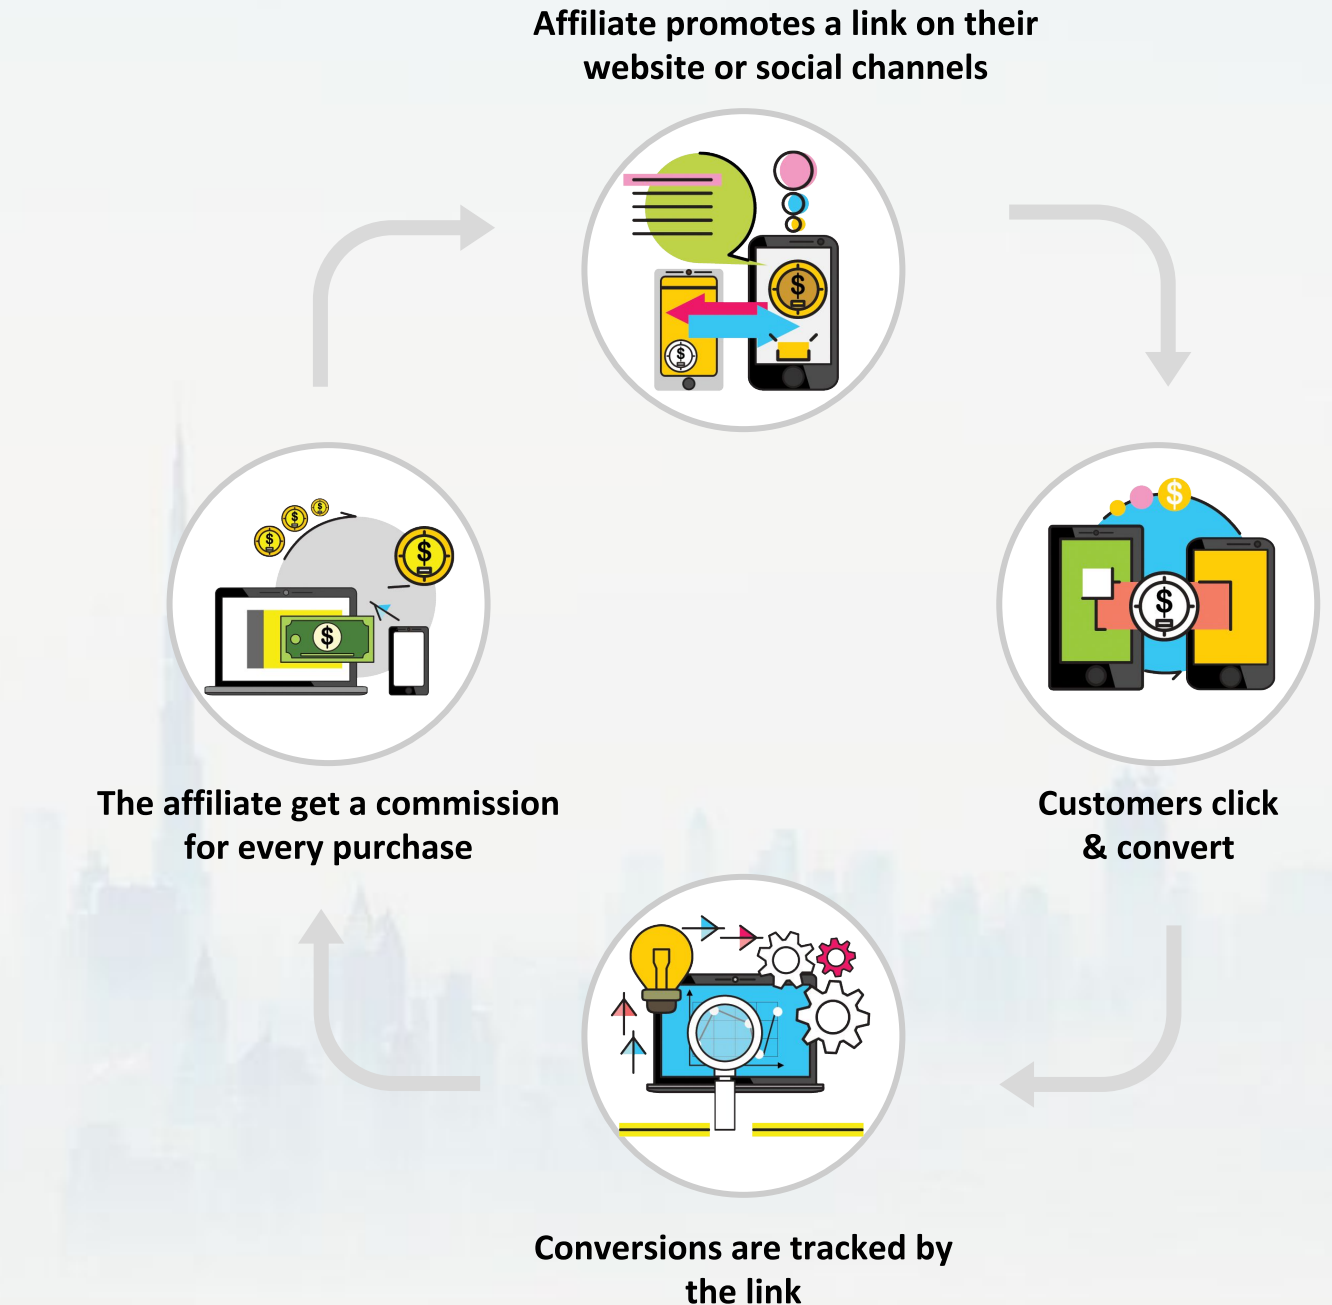 Affiliate promotes a link on their
website or social channels
$
$
$
$
$
$
$
$
$
The affiliate get a commission
for every purchase
Customers click
& convert
Conversions are tracked by
the link